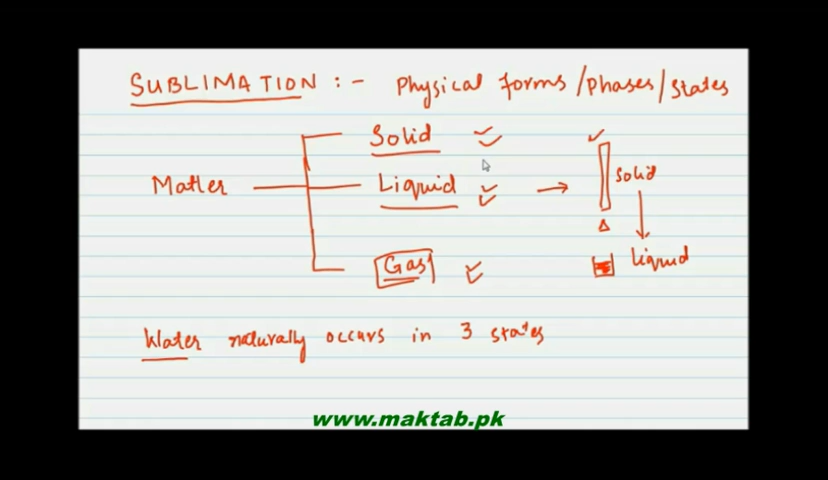 SUBLIMATION :- Physical forms/phases/states
Solid
Matter
Liquid
→
solid
Δ
Gas
liquid
Water naturally occurs in 3 states
www.maktab.pk